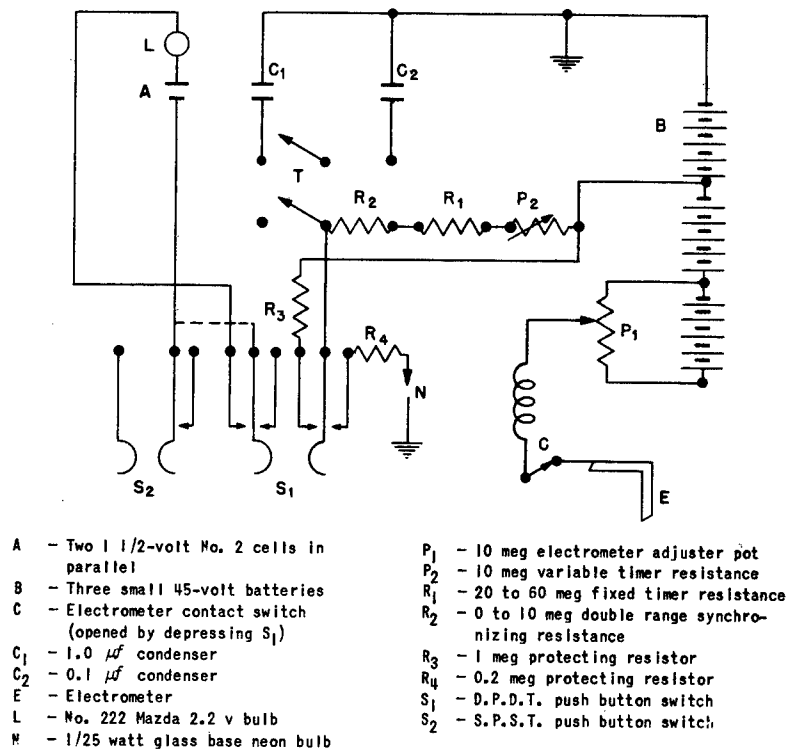 L
A
C1
C2
B
T
R2
R1
P2
R3
R4
P1
N
C
S2
S1
E
A – Two 1 1/2-volt No. 2 cells in
parallel
B – Three small 45-volt batteries
C – Electrometer contact switch
(opened by depressing S1)
C1 – 1.0 μf condenser
C2 – 0.1 μf condenser
E – Electrometer
L – No. 222 Mazda 2.2 v bulb
N – 1/25 watt glass base neon bulb
P1 – 10 meg electrometer adjuster pot
P2 – 10 meg variable timer resistance
R1 – 20 to 60 meg fixed timer resistance
R2 – 0 to 10 meg double range synchro-
nizing resistance
R3 – 1 meg protecting resistor
R4 – 0.2 meg protecting resistor
S1 – D.P.D.T. push button switch
S2 – S.P.S.T. push button switch